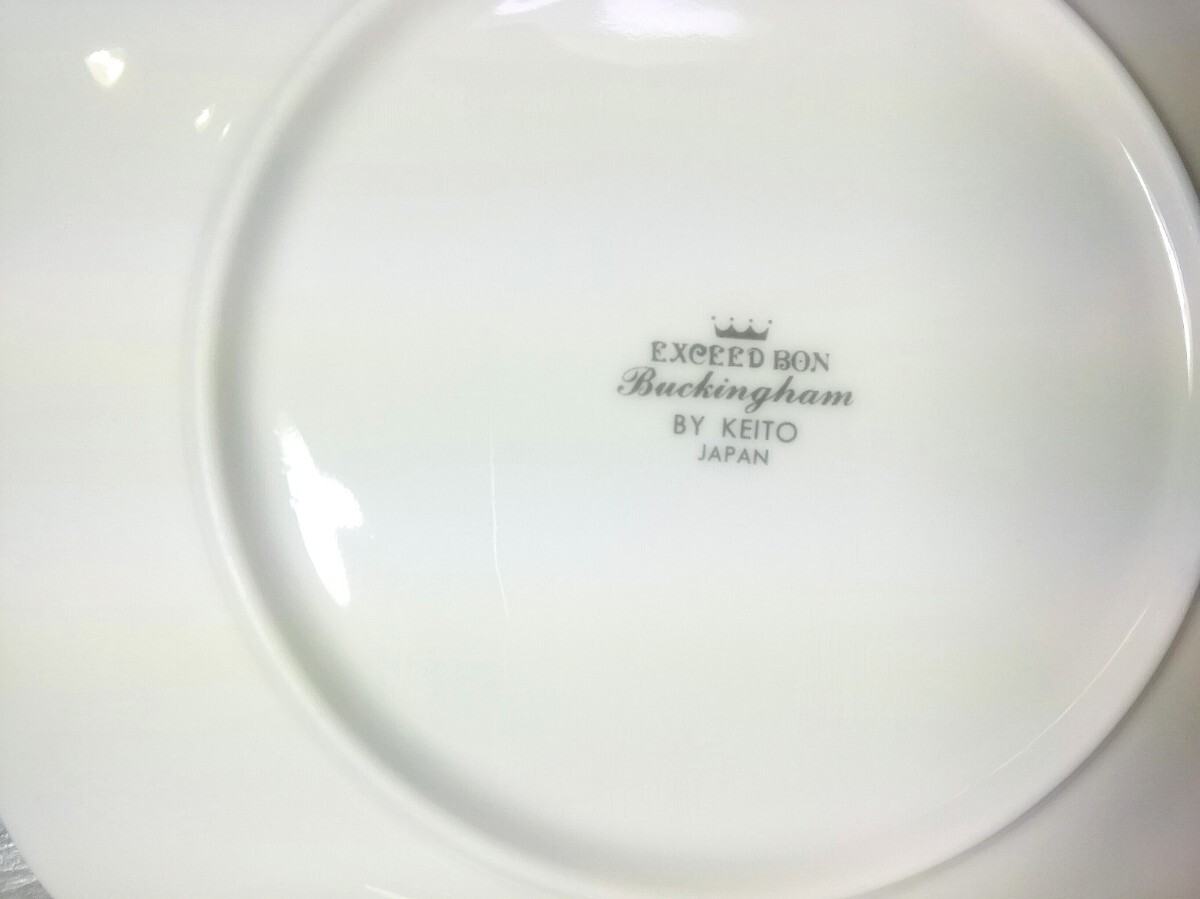 EXCEED BON
Buckingham
BY KEITO
JAPAN